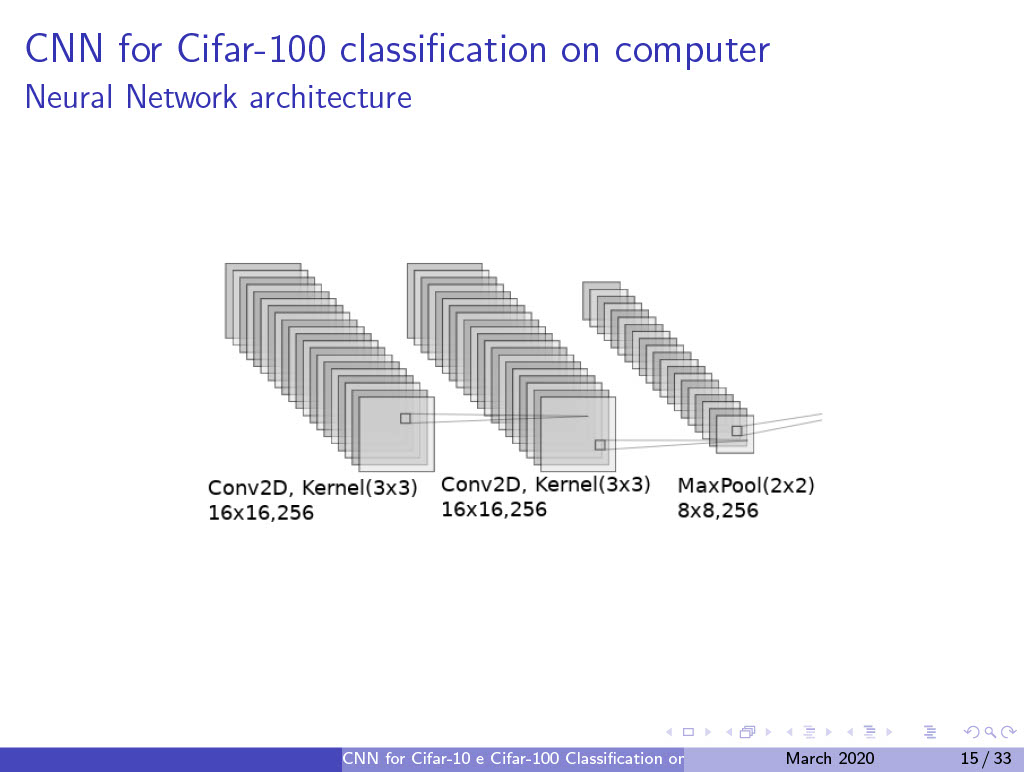 CNN for Cifar-100 classification on computer
Neural Network architecture
Conv2D, Kernel(3x3)
16x16,256
Conv2D, Kernel(3x3)
16x16,256
MaxPool(2x2)
8x8,256
CNN for Cifar-10 e Cifar-100 Classification or
March 2020
15 / 33